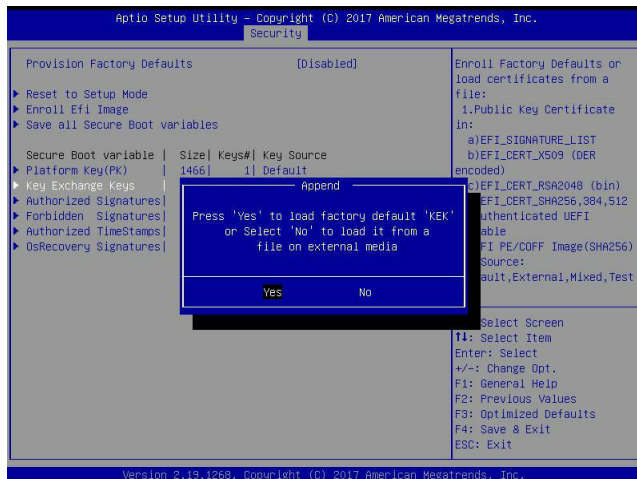 Aptio Setup Utility – Copyright (C) 2017 American Megatrends, Inc.
Security
Provision Factory Defaults [Disabled]
Reset to Setup Mode
Enroll Efi Image
Save all Secure Boot variables
Secure Boot variable | Size| Keys#| Key Source
Platform Key(PK) | 1466| 1| Default
Key Exchange Keys |
Authorized Signatures|
Forbidden Signatures|
Authorized TimeStamps|
OsRecovery Signatures|
Append
Press 'Yes' to load factory default 'KEK'
or Select 'No' to load it from a
file on external media
Yes No
Enroll Factory Defaults or
load certificates from a
file:
1.Public Key Certificate
in:
a)EFI_SIGNATURE_LIST
b)EFI_CERT_X509 (DER
encoded)
c)EFI_CERT_RSA2048 (bin)
EFI_CERT_SHA256,384,512
uthenticated UEFI
able
FI PE/COFF Image(SHA256)
Source:
ault,External,Mixed,Test
Select Screen
↑↓: Select Item
Enter: Select
+/-: Change Opt.
F1: General Help
F2: Previous Values
F3: Optimized Defaults
F4: Save & Exit
ESC: Exit
Version 2.19.1268. Copyright (C) 2017 American Megatrends, Inc.